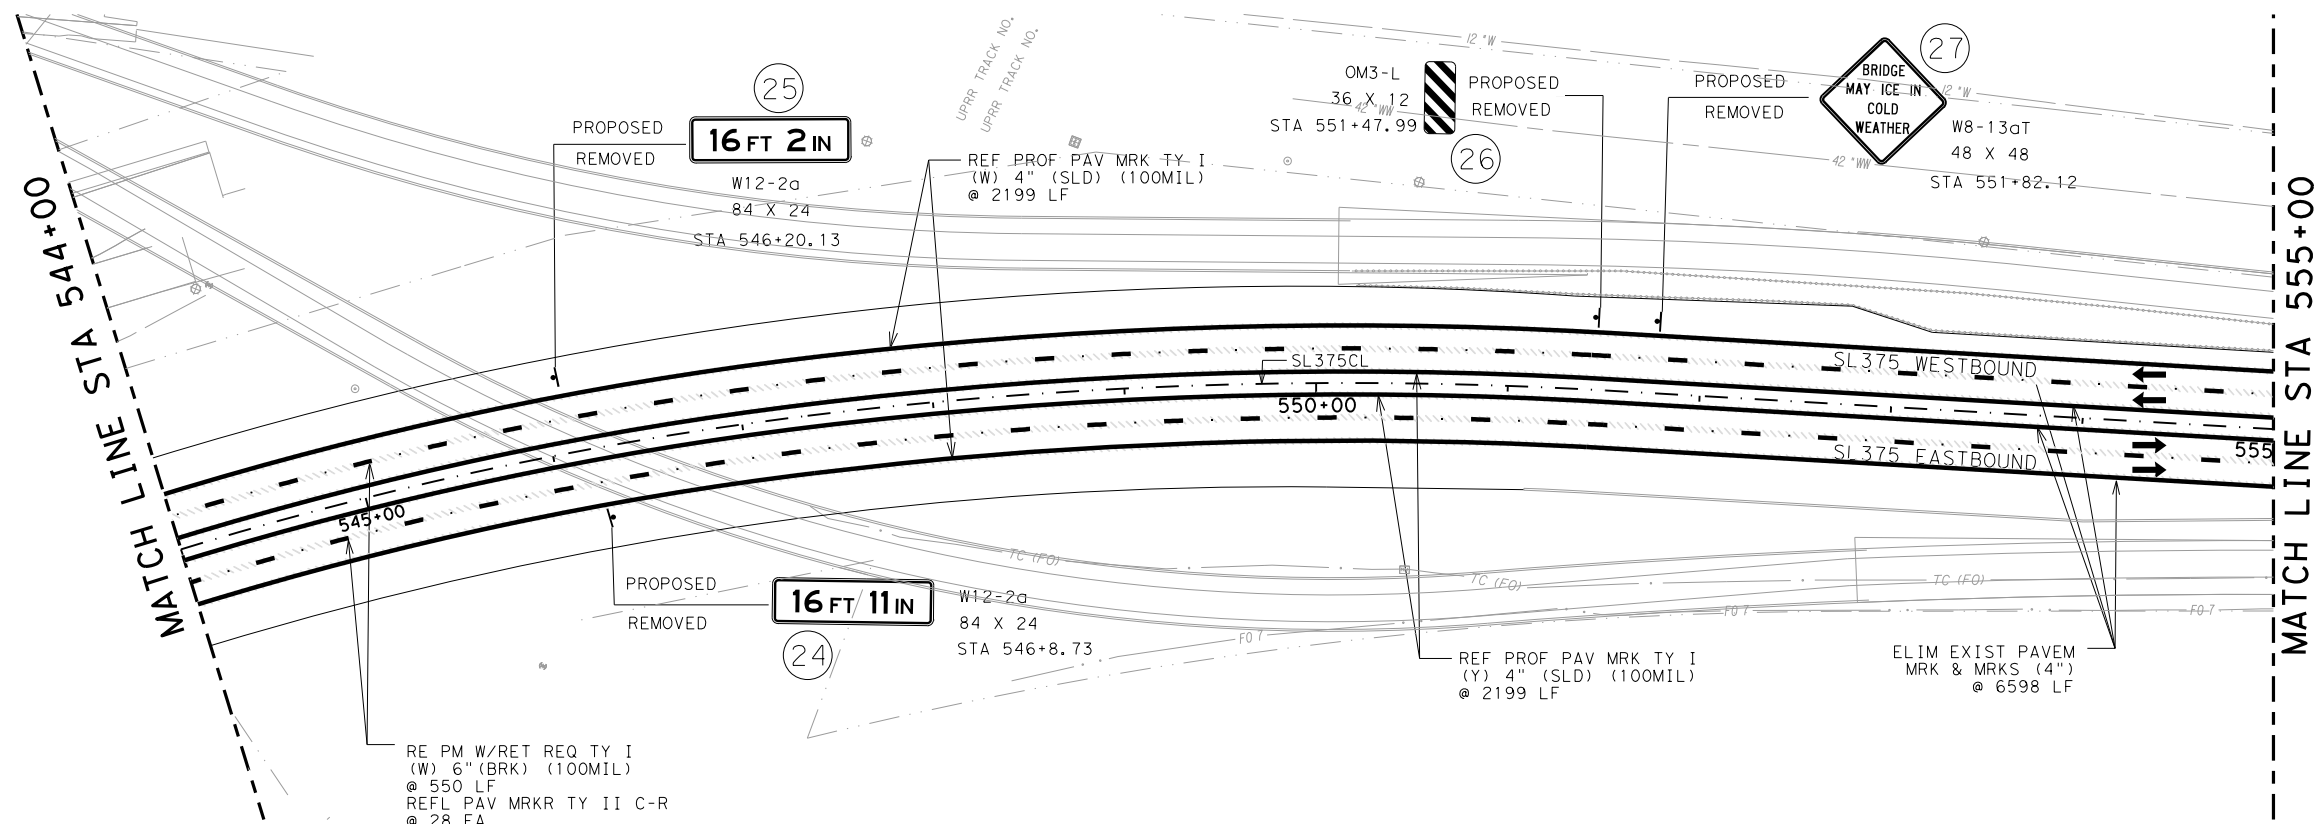 MATCH LINE STA 544+00
25
PROPOSED
REMOVED
16 FT 2 IN
W12-2a
84 X 24
STA 546+20.13
UPRR TRACK NO.
UPRR TRACK NO.
REF PROF PAV MRK TY I
(W) 4" (SLD) (100MIL)
@ 2199 LF
12 "W
OM3-L
36 X 12
STA 551+47.99
42 "WW
PROPOSED
REMOVED
26
PROPOSED
REMOVED
BRIDGE
MAY ICE IN
COLD
WEATHER
27
12 "W
W8-13aT
48 X 48
STA 551+82.12
42 "WW
MATCH LINE STA 555+00
SL375CL
SL375 WESTBOUND
550+00
SL375 EASTBOUND
555
545+00
PROPOSED
REMOVED
16 FT 11 IN
24
W12-2a
84 X 24
STA 546+8.73
TC (FO)
TC (FO)
TC (FO)
FO 7
FO 7
FO 7
REF PROF PAV MRK TY I
(Y) 4" (SLD) (100MIL)
@ 2199 LF
ELIM EXIST PAVEM
MRK & MRKS (4")
@ 6598 LF
RE PM W/RET REQ TY I
(W) 6"(BRK) (100MIL)
@ 550 LF
REFL PAV MRKR TY II C-R
@ 28 EA